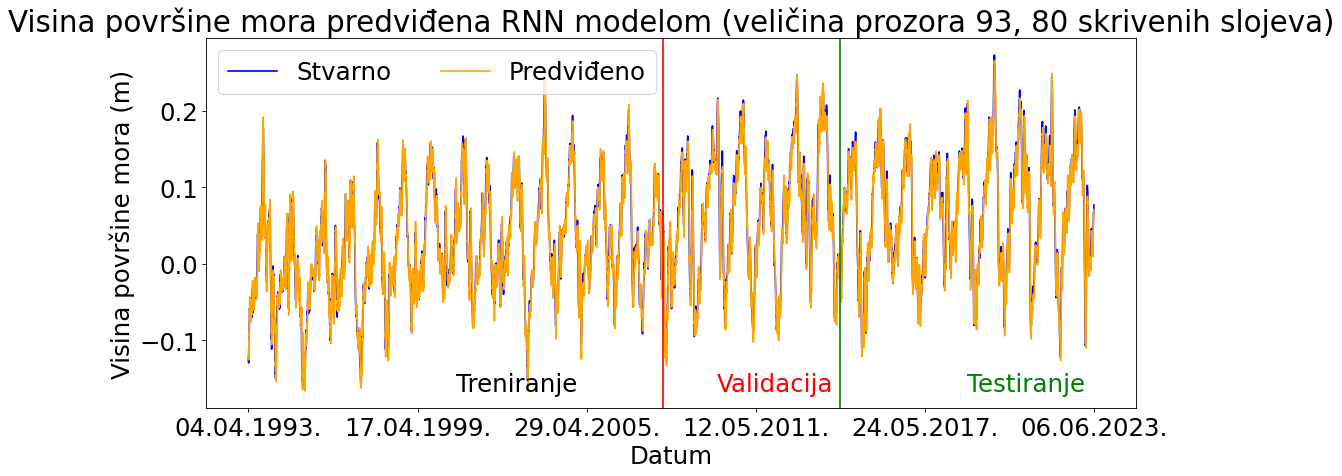 Visina površine mora predviđena RNN modelom (veličina prozora 93, 80 skrivenih slojeva)
Stvarno
Predviđeno
Visina površine mora (m)
0.2
0.1
0.0
−0.1
Treniranje
Validacija
Testiranje
04.04.1993.
17.04.1999.
29.04.2005.
12.05.2011.
24.05.2017.
06.06.2023.
Datum